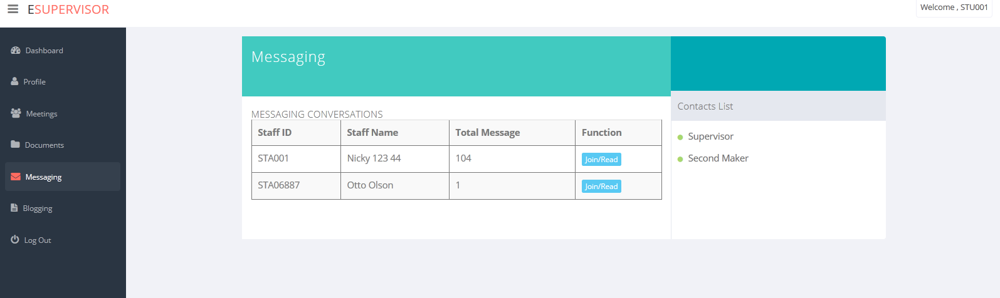 ESUPERVISOR
Welcome , STU001
Dashboard
Profile
Meetings
Documents
Messaging
Blogging
Log Out
Messaging
MESSAGING CONVERSATIONS
Staff ID Staff Name Total Message Function
STA001 Nicky 123 44 104 Join/Read
STA06887 Otto Olson 1 Join/Read
Contacts List
Supervisor
Second Maker